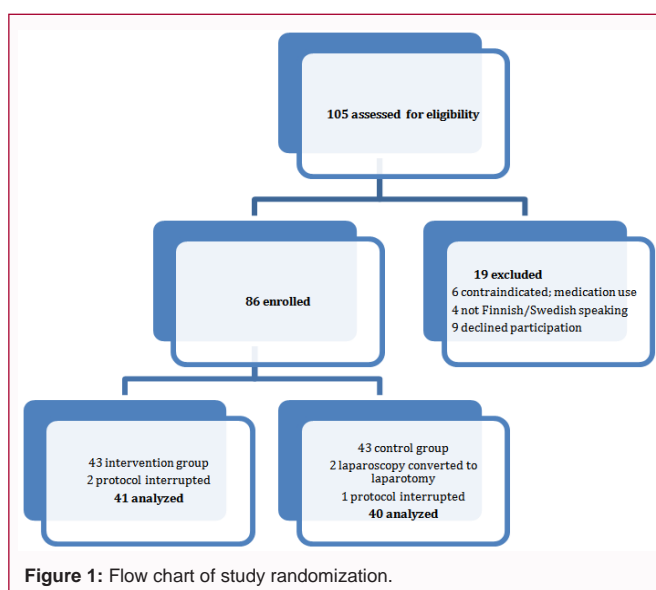 105 assessed for eligibility
86 enrolled
19 excluded
6 contraindicated; medication use
4 not Finnish/Swedish speaking
9 declined participation
43 intervention group
2 protocol interrupted
41 analyzed
43 control group
2 laparoscopy converted to
laparotomy
1 protocol interrupted
40 analyzed
Figure 1: Flow chart of study randomization.